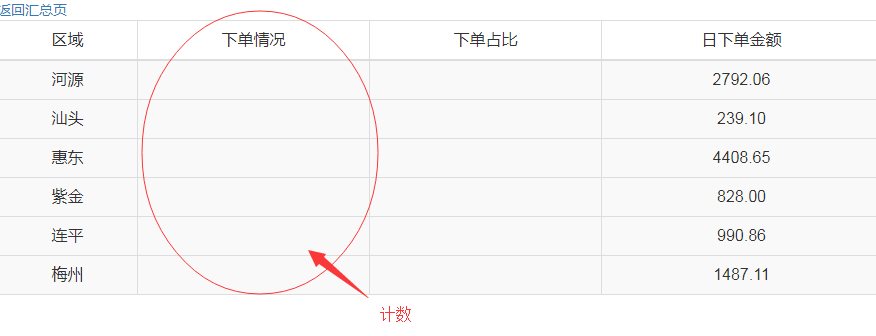 返回汇总页
区域 下单情况 下单占比 日下单金额
河源 2792.06
汕头 239.10
惠东 4408.65
紫金 828.00
连平 990.86
梅州 1487.11
计数